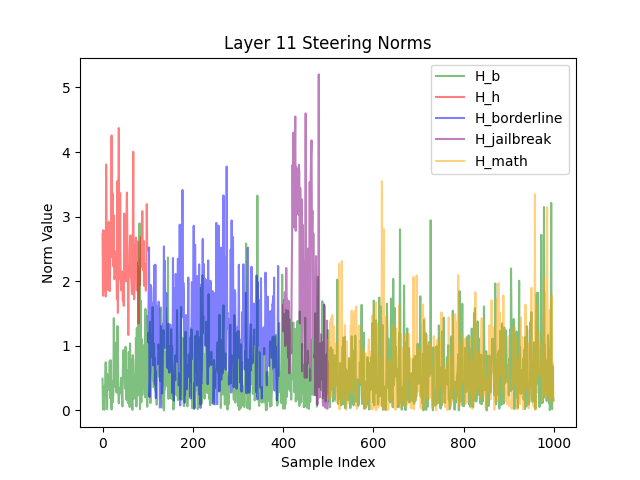 Layer 11 Steering Norms
Norm Value
5
4
3
2
1
0
H_b
H_h
H_borderline
H_jailbreak
H_math
0
200
400
600
800
1000
Sample Index